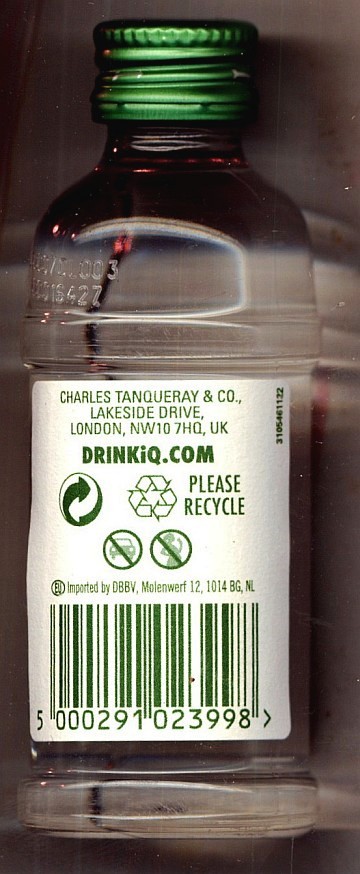 CHARLES TANQUERAY & CO.,
LAKESIDE DRIVE,
LONDON, NW10 7HQ, UK
3105461122
DRINKiQ.COM
PLEASE
RECYCLE
EU Imported by DBBV, Molenwerf 12, 1014 BG, NL
5 000291 023998 >